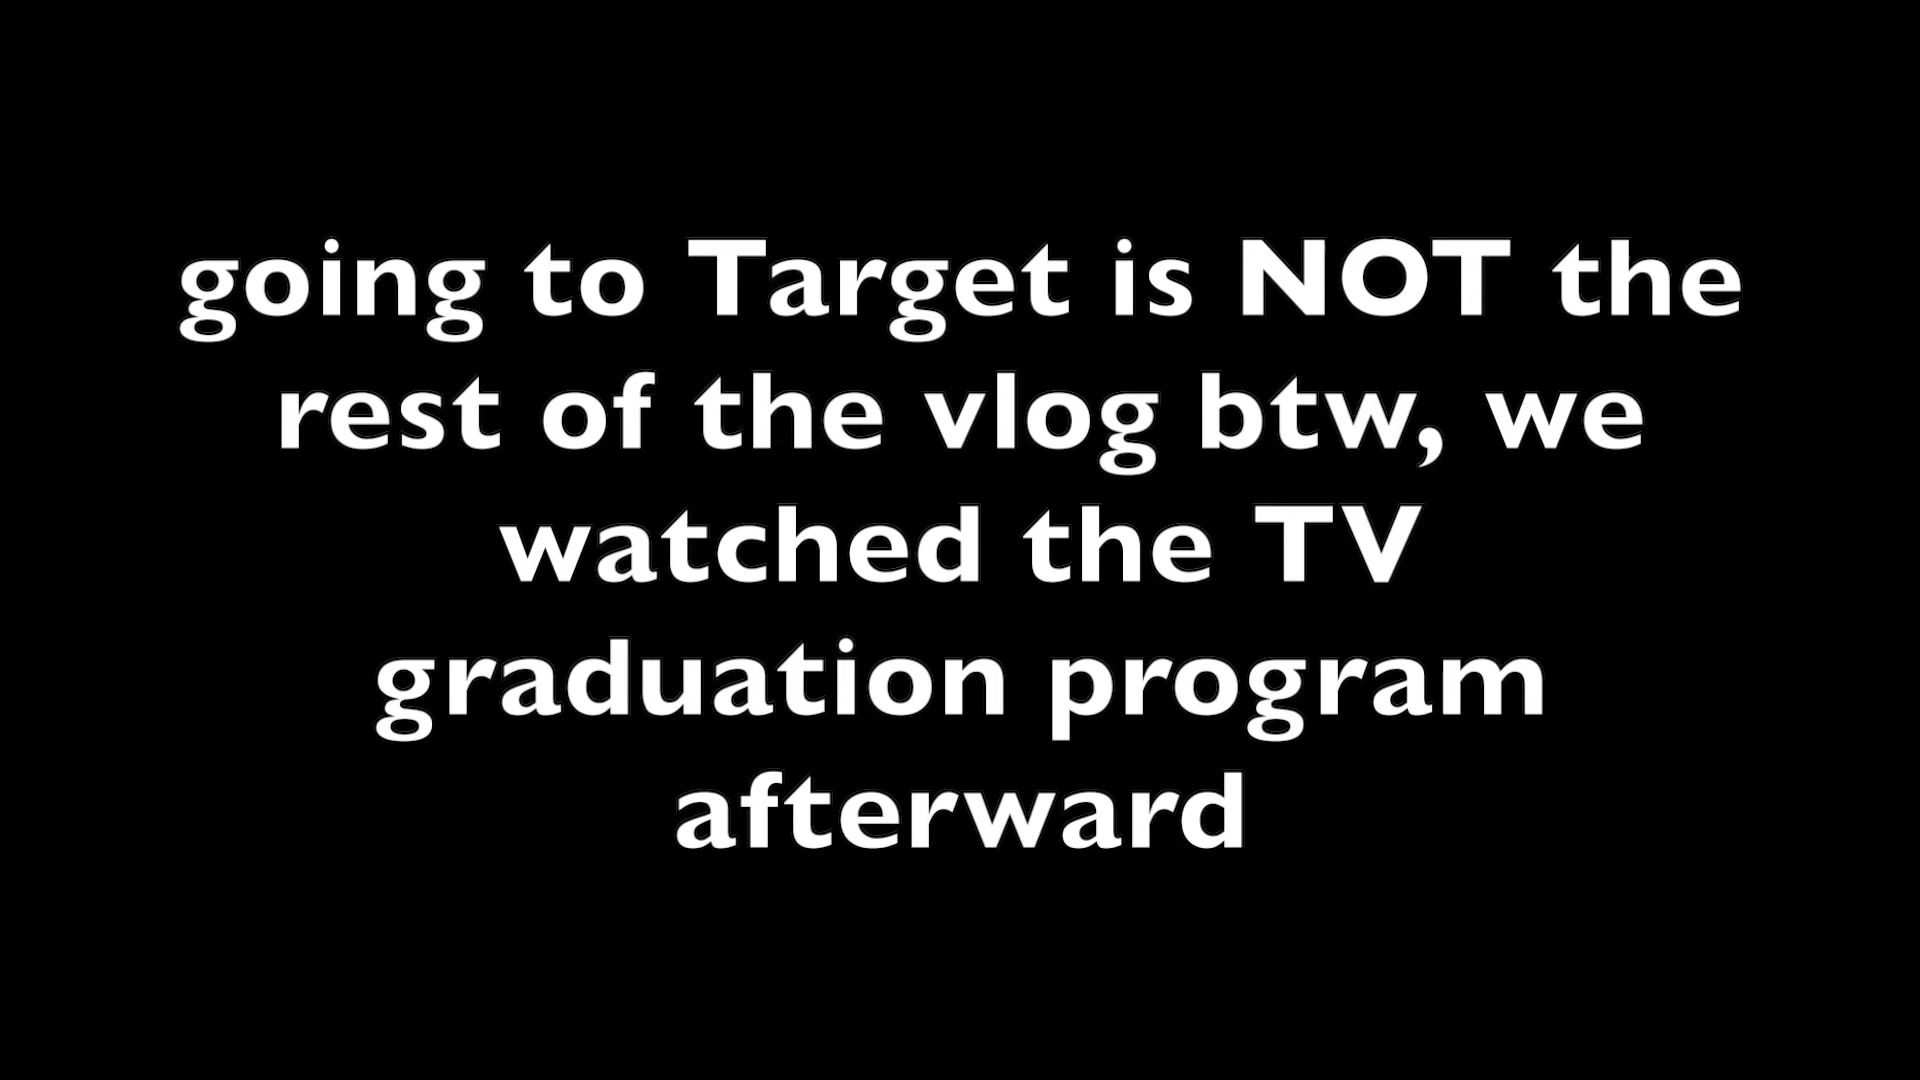 going to Target is NOT the
rest of the vlog btw, we
watched the TV
graduation program
afterward